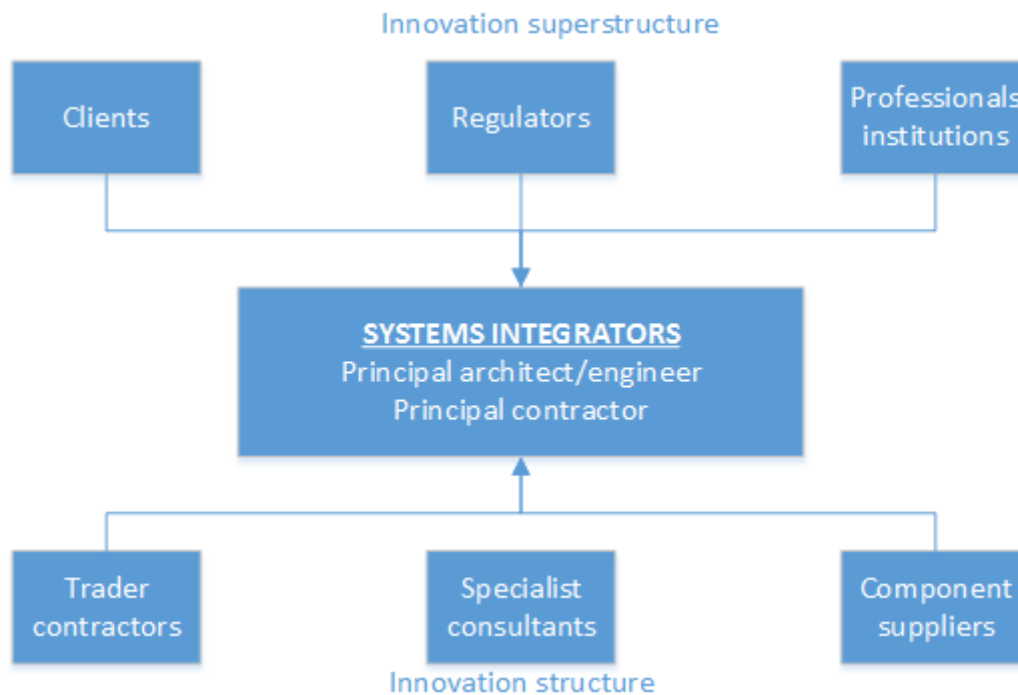 Innovation superstructure
Clients
Regulators
Professionals
institutions
SYSTEMS INTEGRATORS
Principal architect/engineer
Principal contractor
Trader
contractors
Specialist
consultants
Component
suppliers
Innovation structure